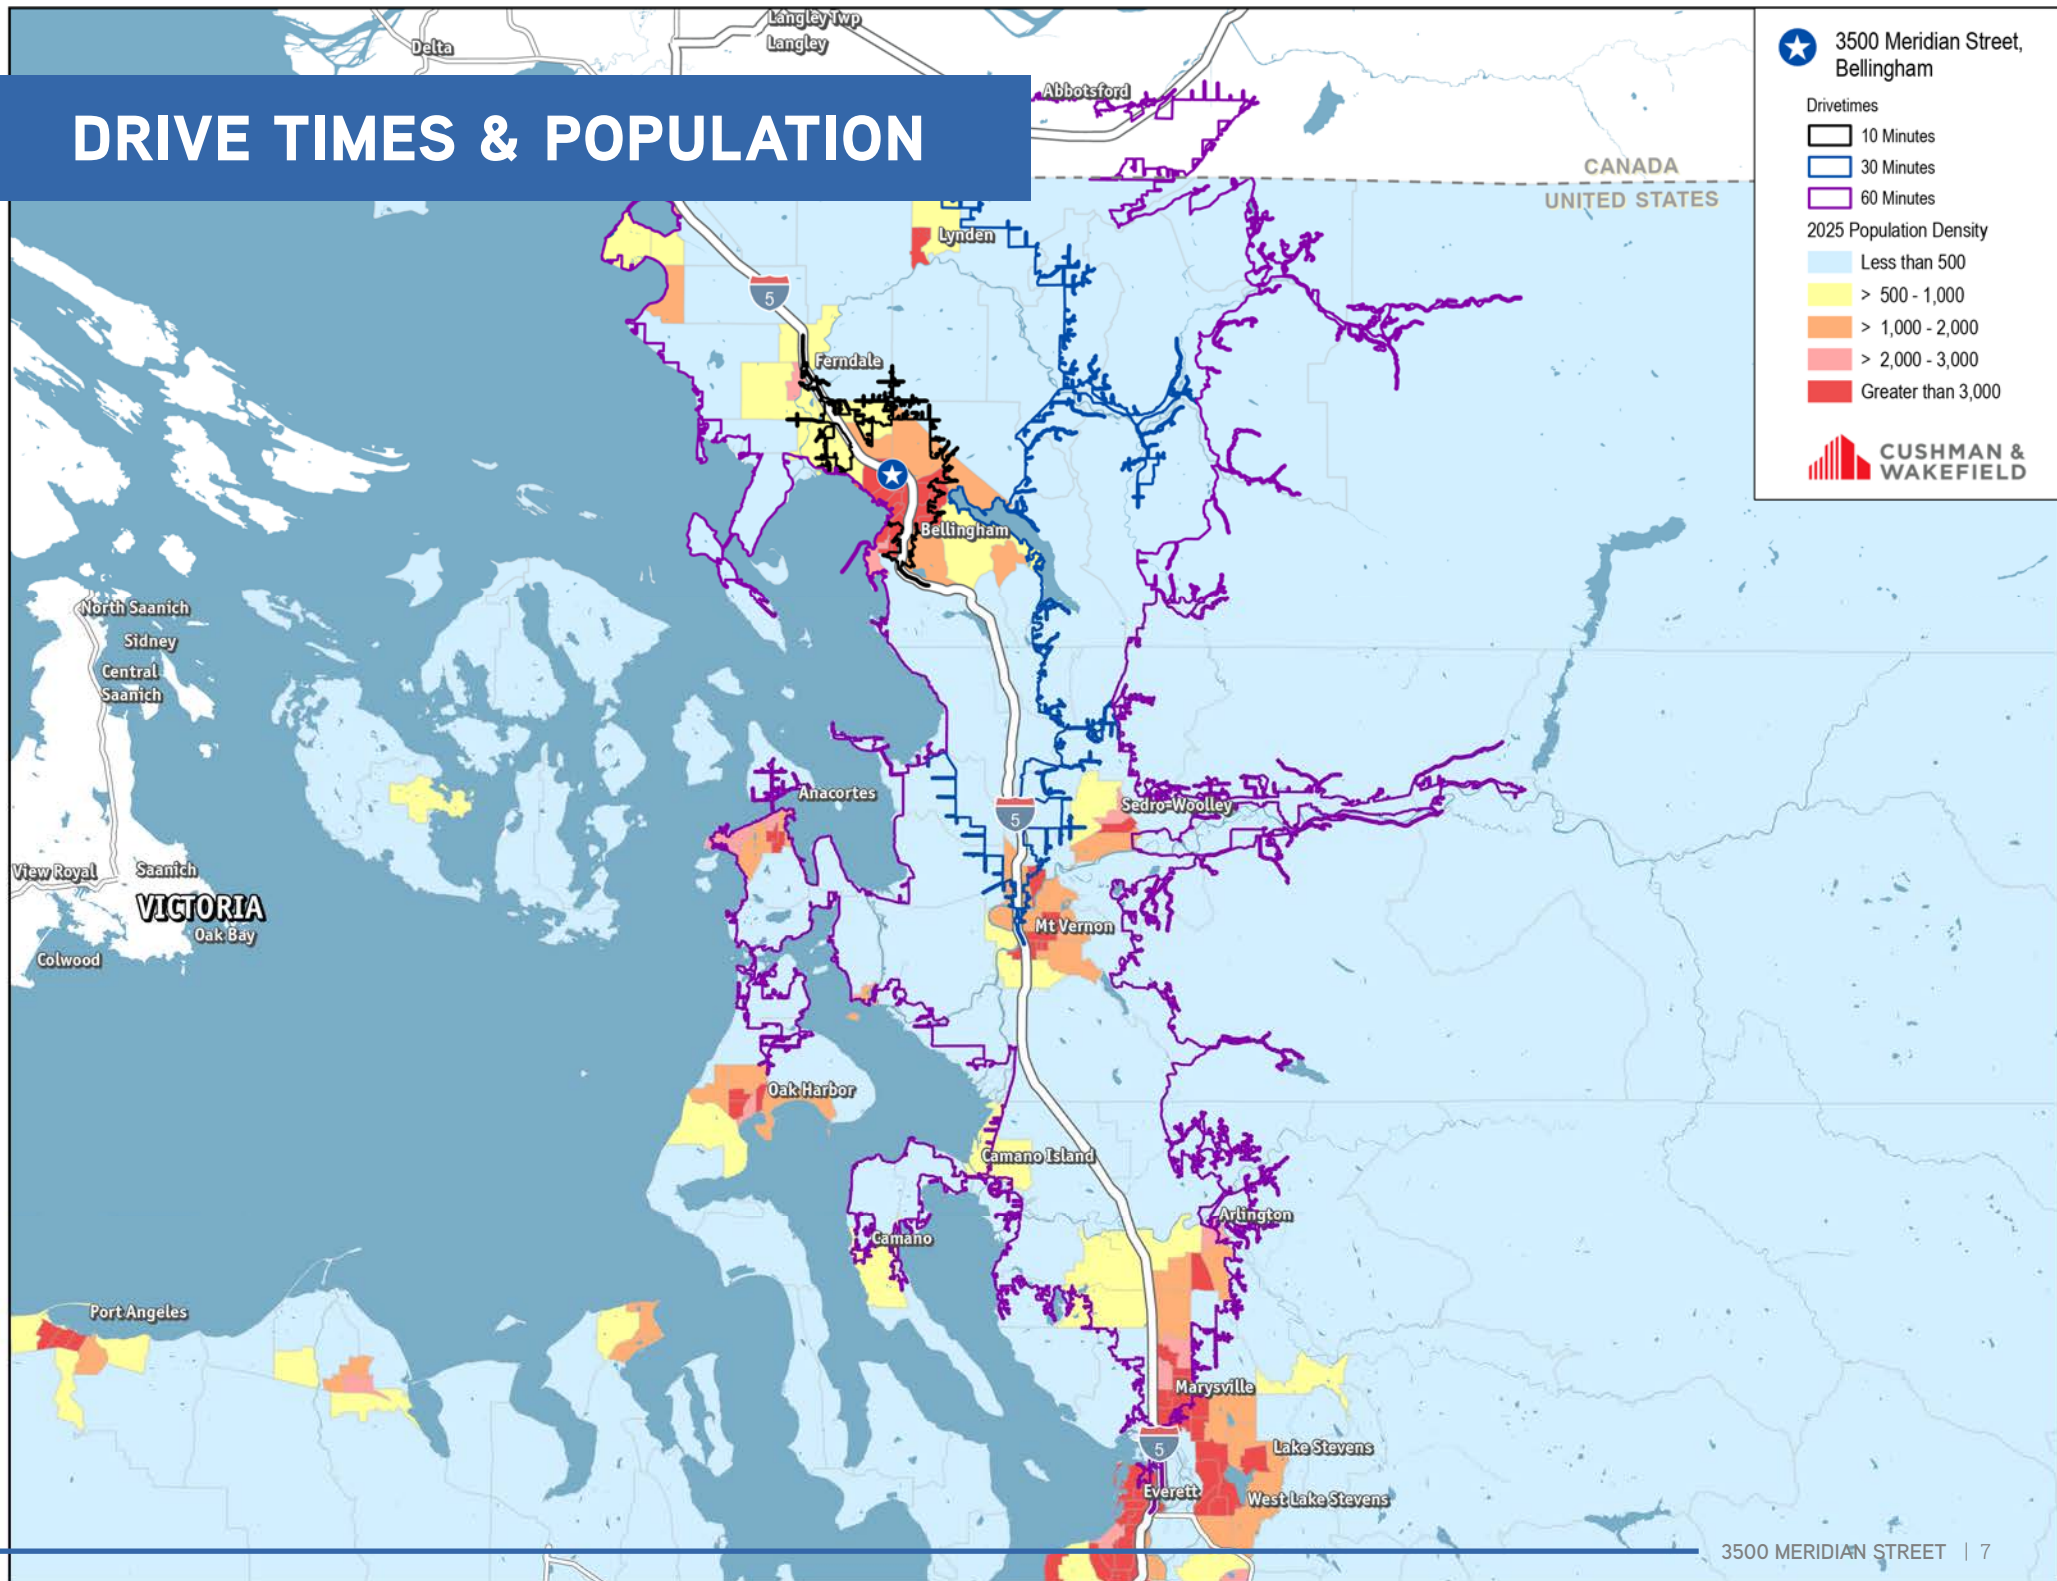 DRIVE TIMES & POPULATION
3500 Meridian Street,
Bellingham
Drivetimes
10 Minutes
30 Minutes
60 Minutes
2025 Population Density
Less than 500
> 500 - 1,000
> 1,000 - 2,000
> 2,000 - 3,000
Greater than 3,000
CUSHMAN &
WAKEFIELD
Langley Twp
Langley
Delta
Abbotsford
CANADA
UNITED STATES
Lynden
5
Ferndale
Bellingham
North Saanich
Sidney
Central
Saanich
Anacortes
Sedro-Woolley
5
View Royal
Saanich
VICTORIA
Oak Bay
Colwood
Mt Vernon
Oak Harbor
Camano Island
Arlington
Camano
Port Angeles
Marysville
5
Lake Stevens
Everett
West Lake Stevens
3500 MERIDIAN STREET | 7